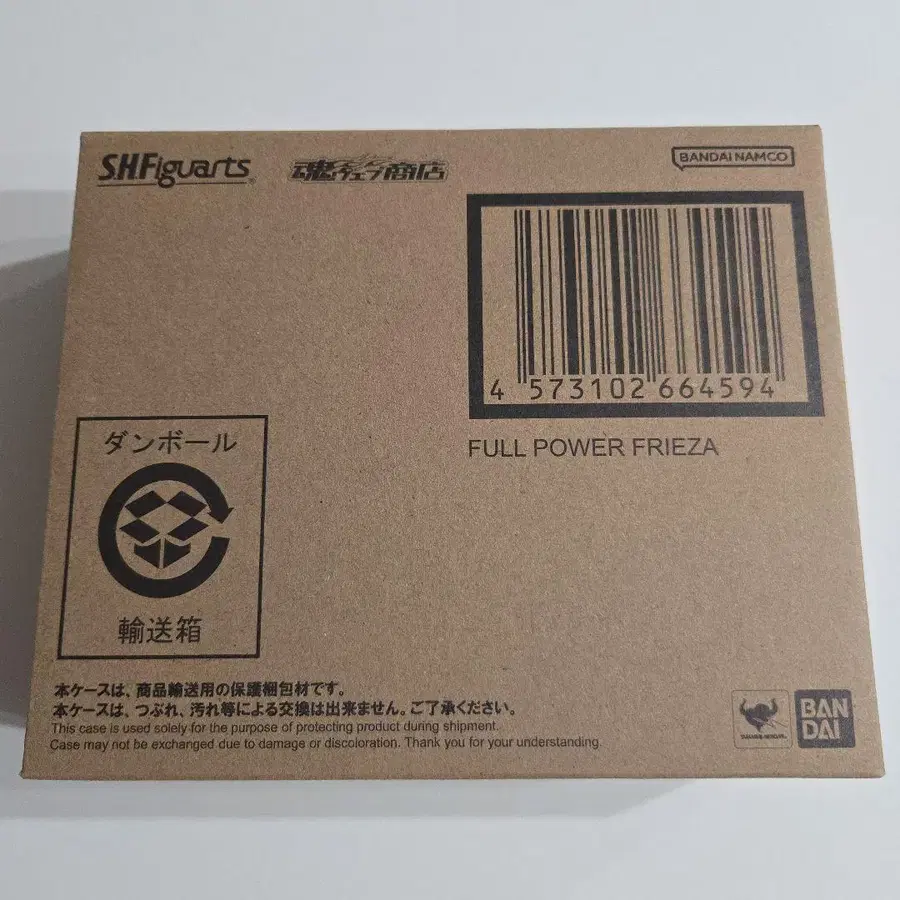 S.H.Figuarts
魂ウェブ商店
BANDAI NAMCO
4 573102 664594
FULL POWER FRIEZA
ダンボール
輸送箱
本ケースは、商品輸送用の保護梱包材です。
本ケースは、つぶれ、汚れ等による交換は出来ません。ご了承ください。
This case is used solely for the purpose of protecting product during shipment.
Case may not be exchanged due to damage or discoloration. Thank you for your understanding.
BAN
DAI